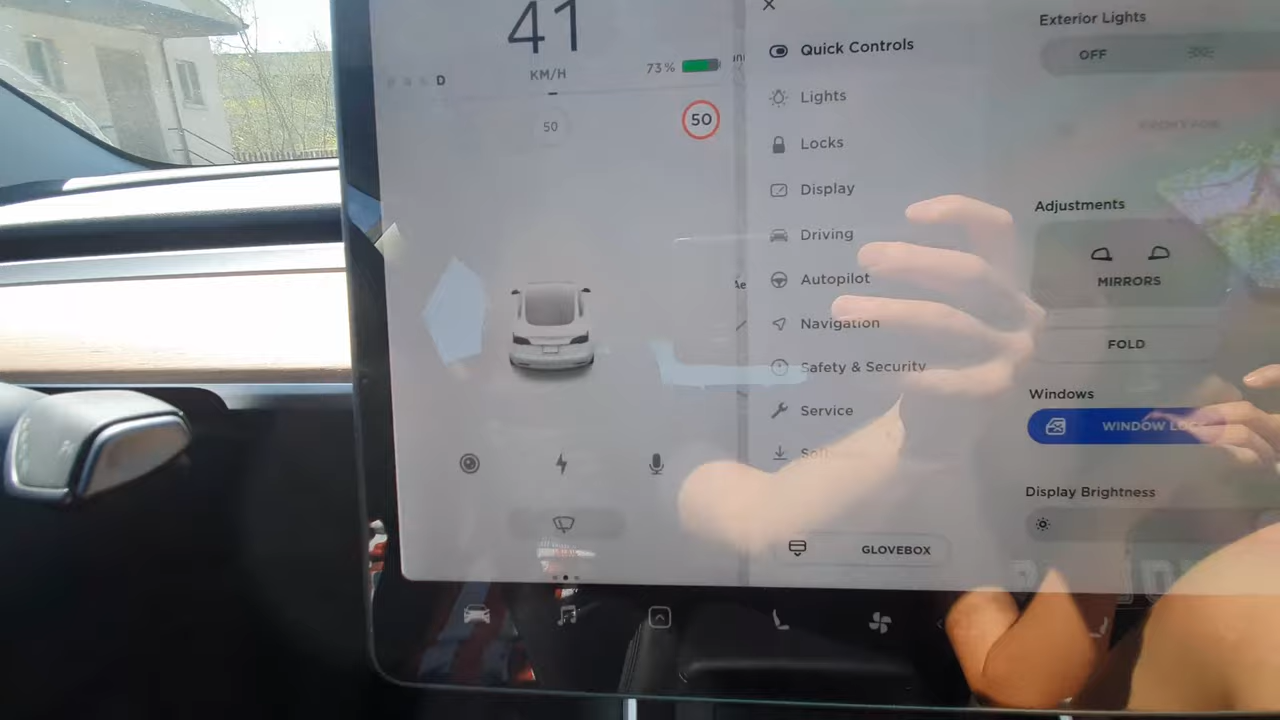 41
KM/H
D
73 %
50
50
Quick Controls
Lights
Locks
Display
Driving
Autopilot
Navigation
Safety & Security
Service
GLOVEBOX
Exterior Lights
OFF
Adjustments
MIRRORS
FOLD
Windows
WINDOW
Display Brightness